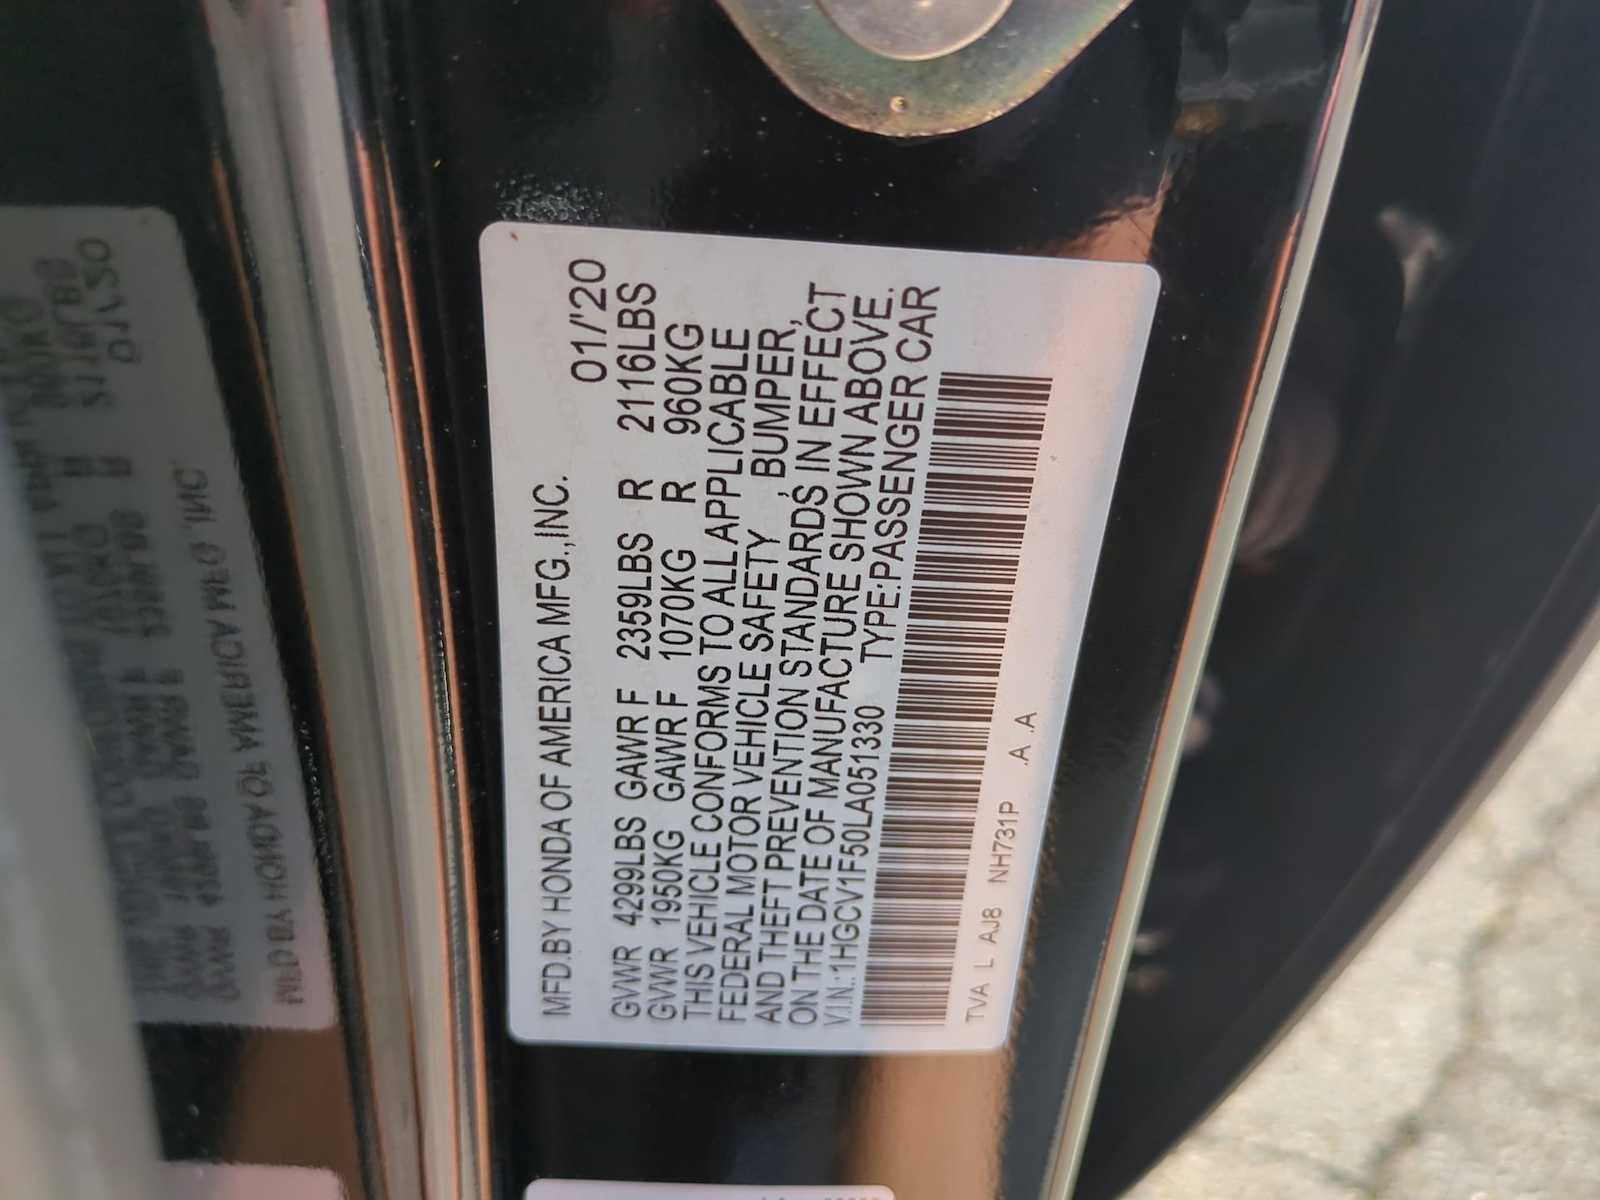 MFD.BY HONDA OF AMERICA MFG.,INC. 01/'20
GVWR 4299LBS GAWR F 2359LBS R 2116LBS
GVWR 1950KG GAWR F 1070KG R 960KG
THIS VEHICLE CONFORMS TO ALL APPLICABLE
FEDERAL MOTOR VEHICLE SAFETY , BUMPER,
AND THEFT PREVENTION STANDARDS IN EFFECT
ON THE DATE OF MANUFACTURE SHOWN ABOVE.
V.I.N.:1HGCV1F50LA051330 TYPE:PASSENGER CAR
TVA L AJ8 NH731P .A .A